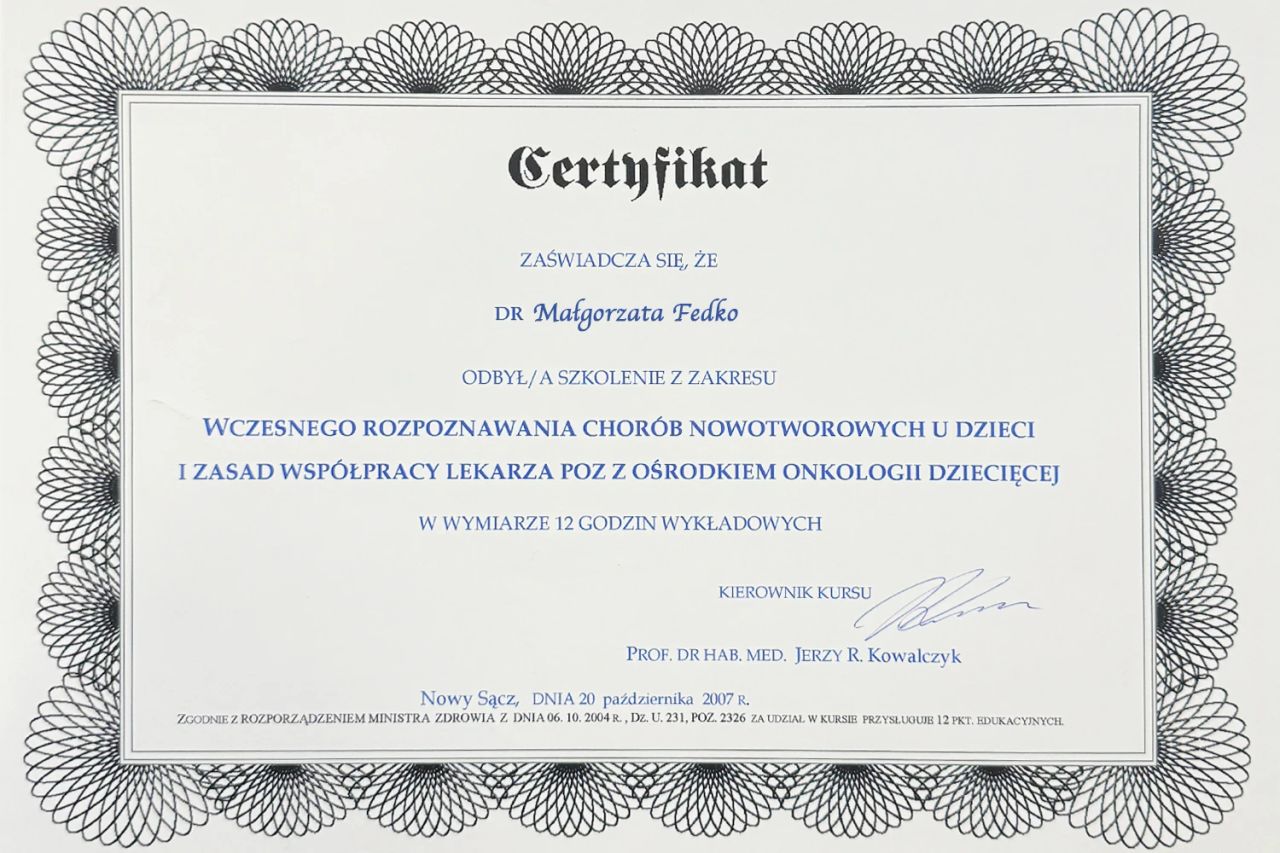 Certyfikat
ZAŚWIADCZA SIĘ, ŻE
DR Małgorzata Fedko
ODBYŁ/A SZKOLENIE Z ZAKRESU
WCZESNEGO ROZPOZNAWANIA CHORÓB NOWOTWOROWYCH U DZIECI
I ZASAD WSPÓŁPRACY LEKARZA POZ Z OŚRODKIEM ONKOLOGII DZIECIĘCEJ
W WYMIARZE 12 GODZIN WYKŁADOWYCH
KIEROWNIK KURSU
PROF. DR HAB. MED. JERZY R. Kowalczyk
Nowy Sącz, DNIA 20 października 2007 R.
ZGODNIE Z ROZPORZĄDZENIEM MINISTRA ZDROWIA Z DNIA 06. 10. 2004 R. , DZ. U. 231, POZ. 2326 ZA UDZIAŁ W KURSIE PRZYSŁUGUJE 12 PKT. EDUKACYJNYCH.